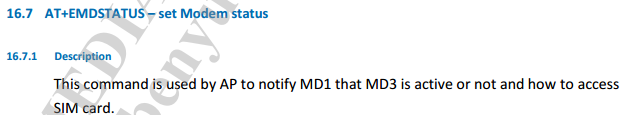 16.7 AT+EMDSTATUS – set Modem status
16.7.1 Description
This command is used by AP to notify MD1 that MD3 is active or not and how to access
SIM card.